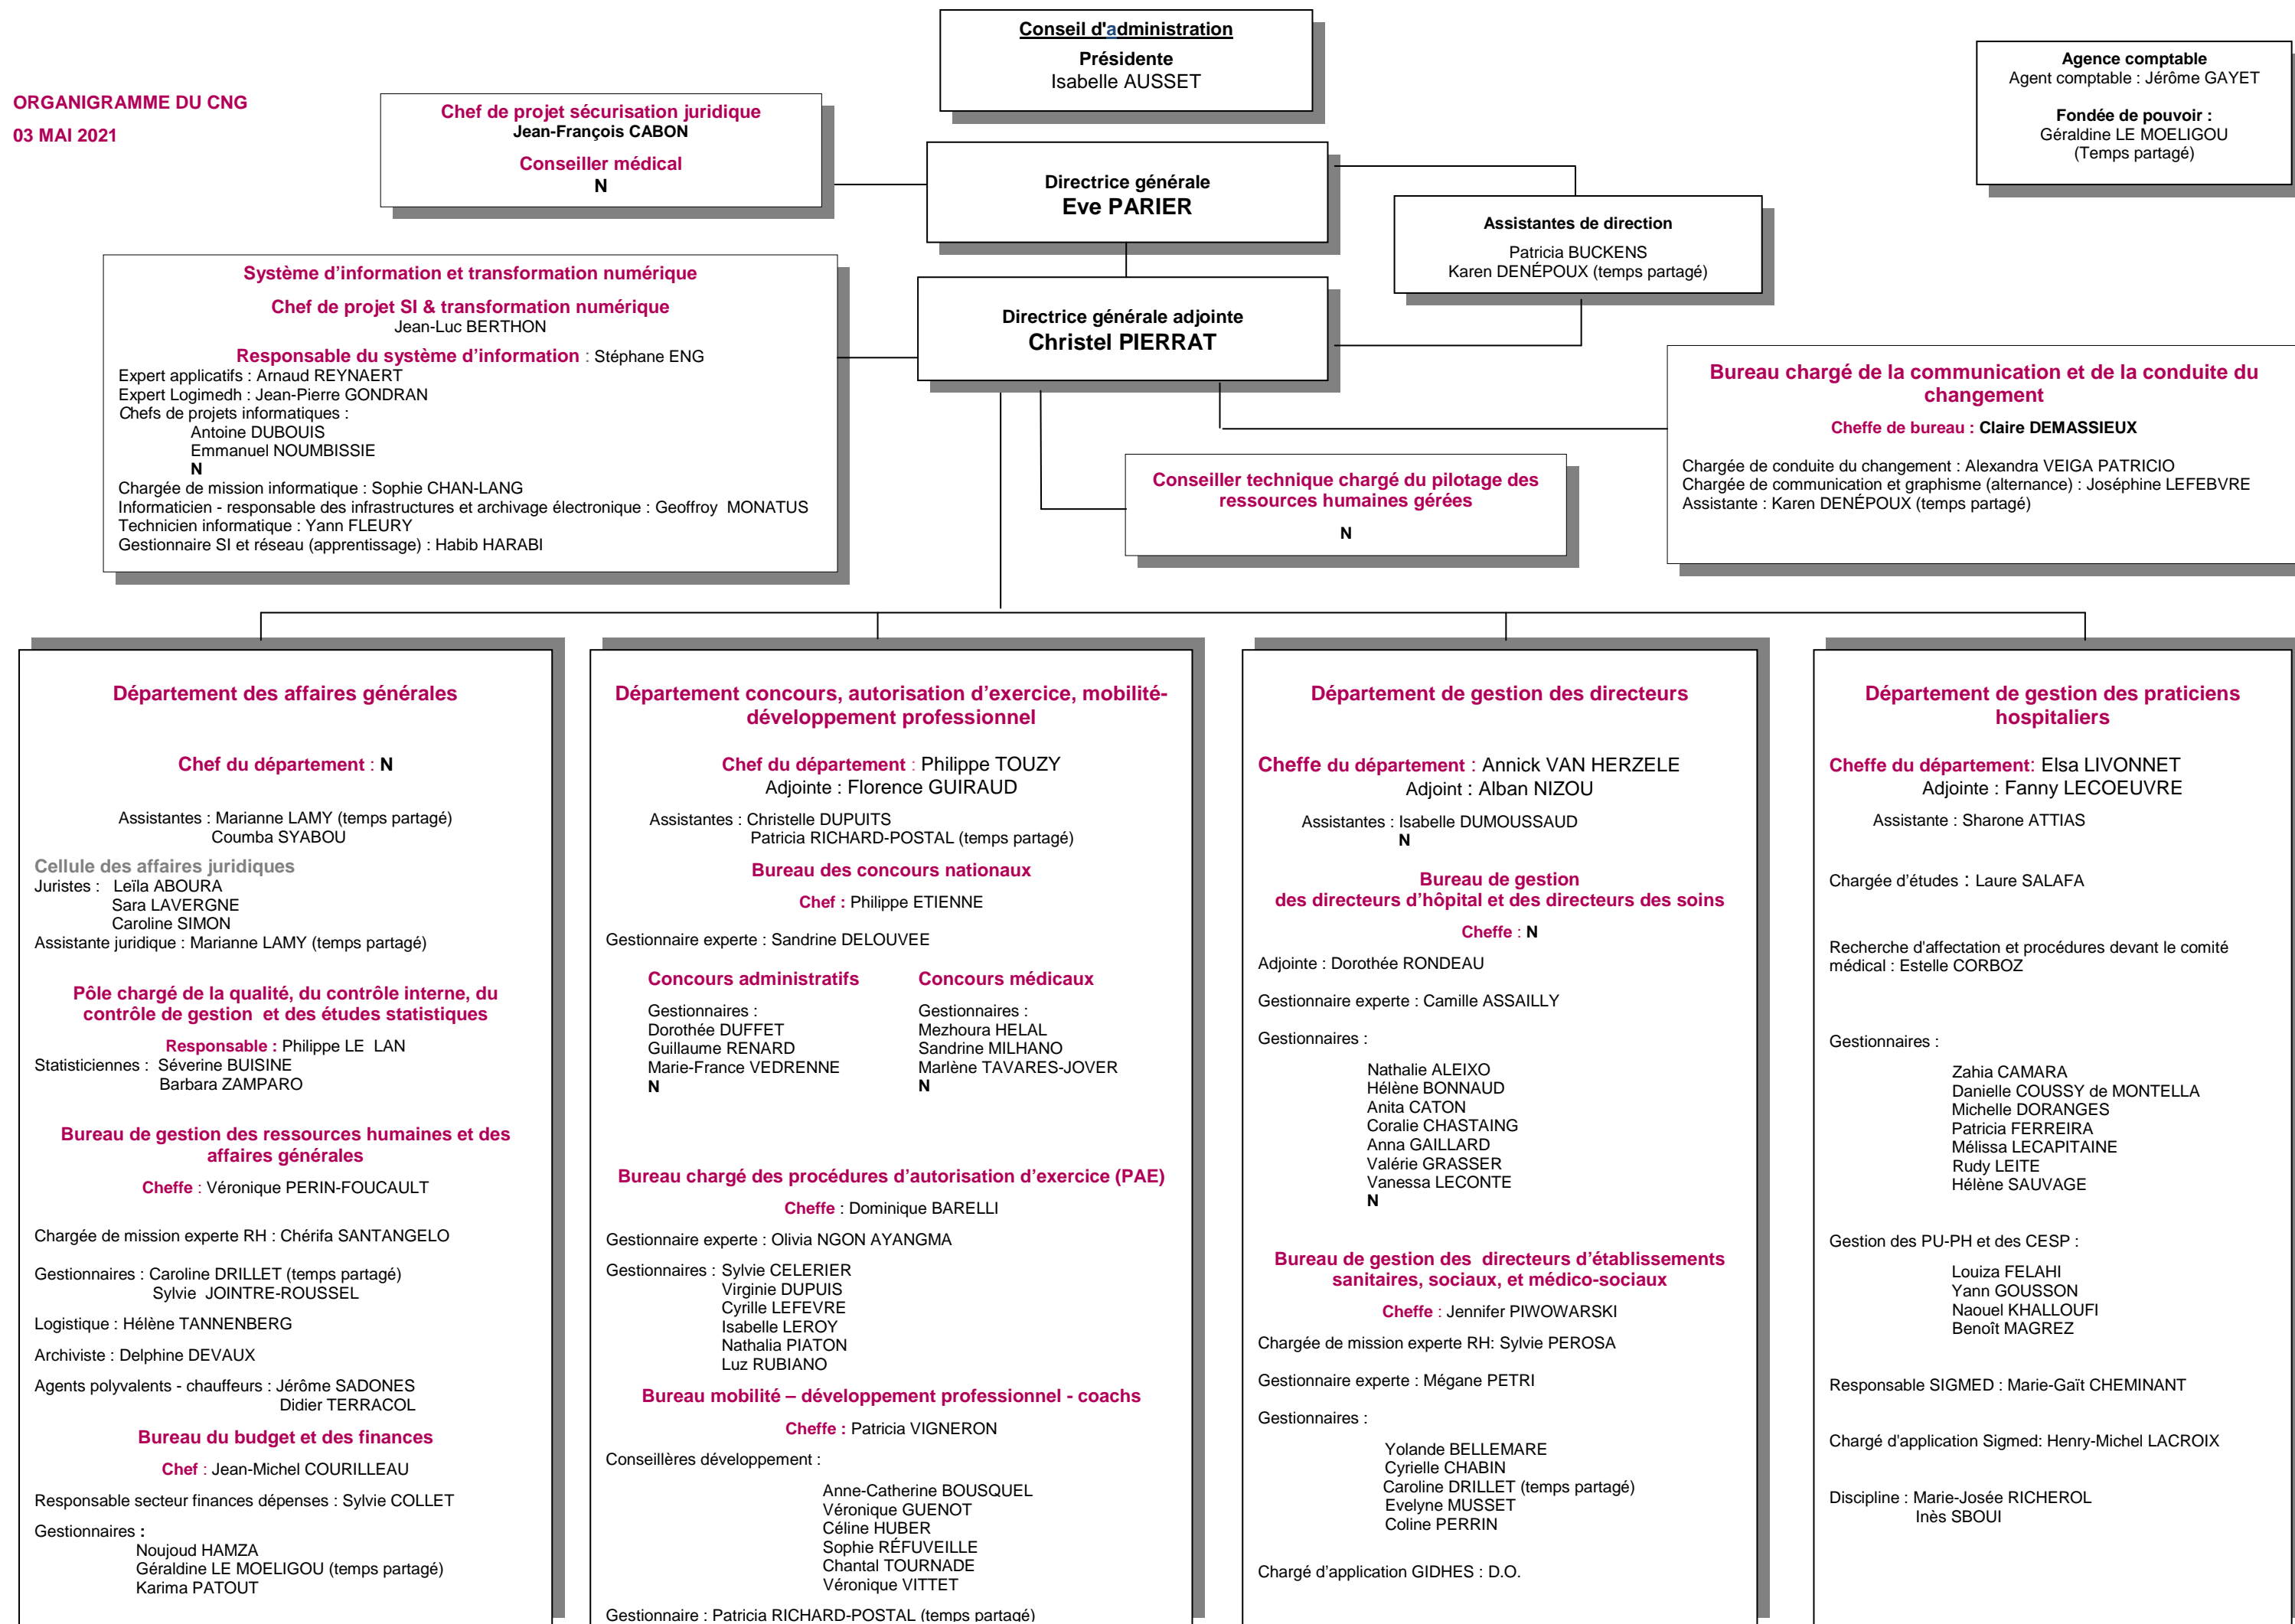 ORGANIGRAMME DU CNG
03 MAI 2021
Conseil d'administration
Présidente
Isabelle AUSSET
Agence comptable
Agent comptable : Jérôme GAYET
Fondée de pouvoir :
Géraldine LE MOELIGOU
(Temps partagé)
Chef de projet sécurisation juridique
Jean-François CABON
Conseiller médical
N
Directrice générale
Eve PARIER
Assistantes de direction
Patricia BUCKENS
Karen DENÉPOUX (temps partagé)
Système d’information et transformation numérique
Chef de projet SI & transformation numérique
Jean-Luc BERTHON
Responsable du système d’information : Stéphane ENG
Expert applicatifs : Arnaud REYNAERT
Expert Logimedh : Jean-Pierre GONDRAN
Chefs de projets informatiques :
Antoine DUBOUIS
Emmanuel NOUMBISSIE
N
Chargée de mission informatique : Sophie CHAN-LANG
Informaticien - responsable des infrastructures et archivage électronique : Geoffroy MONATUS
Technicien informatique : Yann FLEURY
Gestionnaire SI et réseau (apprentissage) : Habib HARABI
Directrice générale adjointe
Christel PIERRAT
Bureau chargé de la communication et de la conduite du
changement
Cheffe de bureau : Claire DEMASSIEUX
Chargée de conduite du changement : Alexandra VEIGA PATRICIO
Chargée de communication et graphisme (alternance) : Joséphine LEFEBVRE
Assistante : Karen DENÉPOUX (temps partagé)
Conseiller technique chargé du pilotage des
ressources humaines gérées
N
Département des affaires générales
Chef du département : N
Assistantes : Marianne LAMY (temps partagé)
Coumba SYABOU
Cellule des affaires juridiques
Juristes : Leïla ABOURA
Sara LAVERGNE
Caroline SIMON
Assistante juridique : Marianne LAMY (temps partagé)
Pôle chargé de la qualité, du contrôle interne, du
contrôle de gestion et des études statistiques
Responsable : Philippe LE LAN
Statisticiennes : Séverine BUISINE
Barbara ZAMPARO
Bureau de gestion des ressources humaines et des
affaires générales
Cheffe : Véronique PERIN-FOUCAULT
Chargée de mission experte RH : Chérifa SANTANGELO
Gestionnaires : Caroline DRILLET (temps partagé)
Sylvie JOINTRE-ROUSSEL
Logistique : Hélène TANNENBERG
Archiviste : Delphine DEVAUX
Agents polyvalents - chauffeurs : Jérôme SADONES
Didier TERRACOL
Bureau du budget et des finances
Chef : Jean-Michel COURILLEAU
Responsable secteur finances dépenses : Sylvie COLLET
Gestionnaires :
Noujoud HAMZA
Géraldine LE MOELIGOU (temps partagé)
Karima PATOUT
Département concours, autorisation d’exercice, mobilité-
développement professionnel
Chef du département : Philippe TOUZY
Adjointe : Florence GUIRAUD
Assistantes : Christelle DUPUITS
Patricia RICHARD-POSTAL (temps partagé)
Bureau des concours nationaux
Chef : Philippe ETIENNE
Gestionnaire experte : Sandrine DELOUVEE
Concours administratifs
Gestionnaires :
Dorothée DUFFET
Guillaume RENARD
Marie-France VEDRENNE
N
Concours médicaux
Gestionnaires :
Mezhoura HELAL
Sandrine MILHANO
Marlène TAVARES-JOVER
N
Bureau chargé des procédures d’autorisation d’exercice (PAE)
Cheffe : Dominique BARELLI
Gestionnaire experte : Olivia NGON AYANGMA
Gestionnaires : Sylvie CELERIER
Virginie DUPUIS
Cyrille LEFEVRE
Isabelle LEROY
Nathalia PIATON
Luz RUBIANO
Bureau mobilité – développement professionnel - coachs
Cheffe : Patricia VIGNERON
Conseillères développement :
Anne-Catherine BOUSQUEL
Véronique GUENOT
Céline HUBER
Sophie RÉFUVEILLE
Chantal TOURNADE
Véronique VITTET
Gestionnaire : Patricia RICHARD-POSTAL (temps partagé)
Département de gestion des directeurs
Cheffe du département : Annick VAN HERZELE
Adjoint : Alban NIZOU
Assistantes : Isabelle DUMOUSSAUD
N
Bureau de gestion
des directeurs d’hôpital et des directeurs des soins
Cheffe : N
Adjointe : Dorothée RONDEAU
Gestionnaire experte : Camille ASSAILLY
Gestionnaires :
Nathalie ALEIXO
Hélène BONNAUD
Anita CATON
Coralie CHASTAING
Anna GAILLARD
Valérie GRASSER
Vanessa LECONTE
N
Bureau de gestion des directeurs d’établissements
sanitaires, sociaux, et médico-sociaux
Cheffe : Jennifer PIWOWARSKI
Chargée de mission experte RH: Sylvie PEROSA
Gestionnaire experte : Mégane PETRI
Gestionnaires :
Yolande BELLEMARE
Cyrielle CHABIN
Caroline DRILLET (temps partagé)
Evelyne MUSSET
Coline PERRIN
Chargé d’application GIDHES : D.O.
Département de gestion des praticiens
hospitaliers
Cheffe du département: Elsa LIVONNET
Adjointe : Fanny LECOEUVRE
Assistante : Sharone ATTIAS
Chargée d’études : Laure SALAFA
Recherche d'affectation et procédures devant le comité
médical : Estelle CORBOZ
Gestionnaires :
Zahia CAMARA
Danielle COUSSY de MONTELLA
Michelle DORANGES
Patricia FERREIRA
Mélissa LECAPITAINE
Rudy LEITE
Hélène SAUVAGE
Gestion des PU-PH et des CESP :
Louiza FELAHI
Yann GOUSSON
Naouel KHALLOUFI
Benoît MAGREZ
Responsable SIGMED : Marie-Gaït CHEMINANT
Chargé d'application Sigmed: Henry-Michel LACROIX
Discipline : Marie-Josée RICHEROL
Inès SBOUI